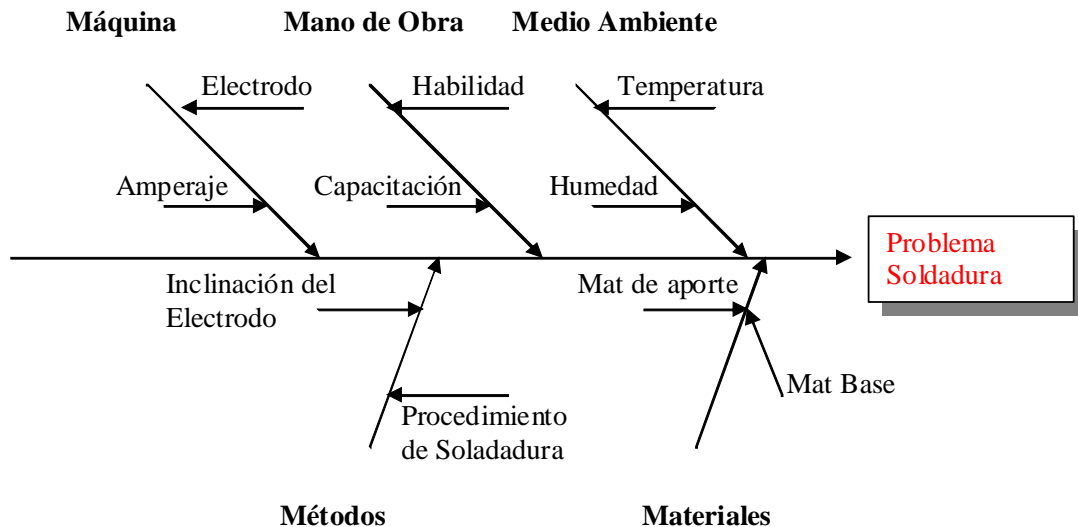 Máquina
Mano de Obra
Medio Ambiente
Electrodo
Habilidad
Temperatura
Amperaje
Capacitación
Humedad
Problema
Soldadura
Inclinación del
Electrodo
Mat de aporte
Mat Base
Procedimiento
de Soladadura
Métodos
Materiales